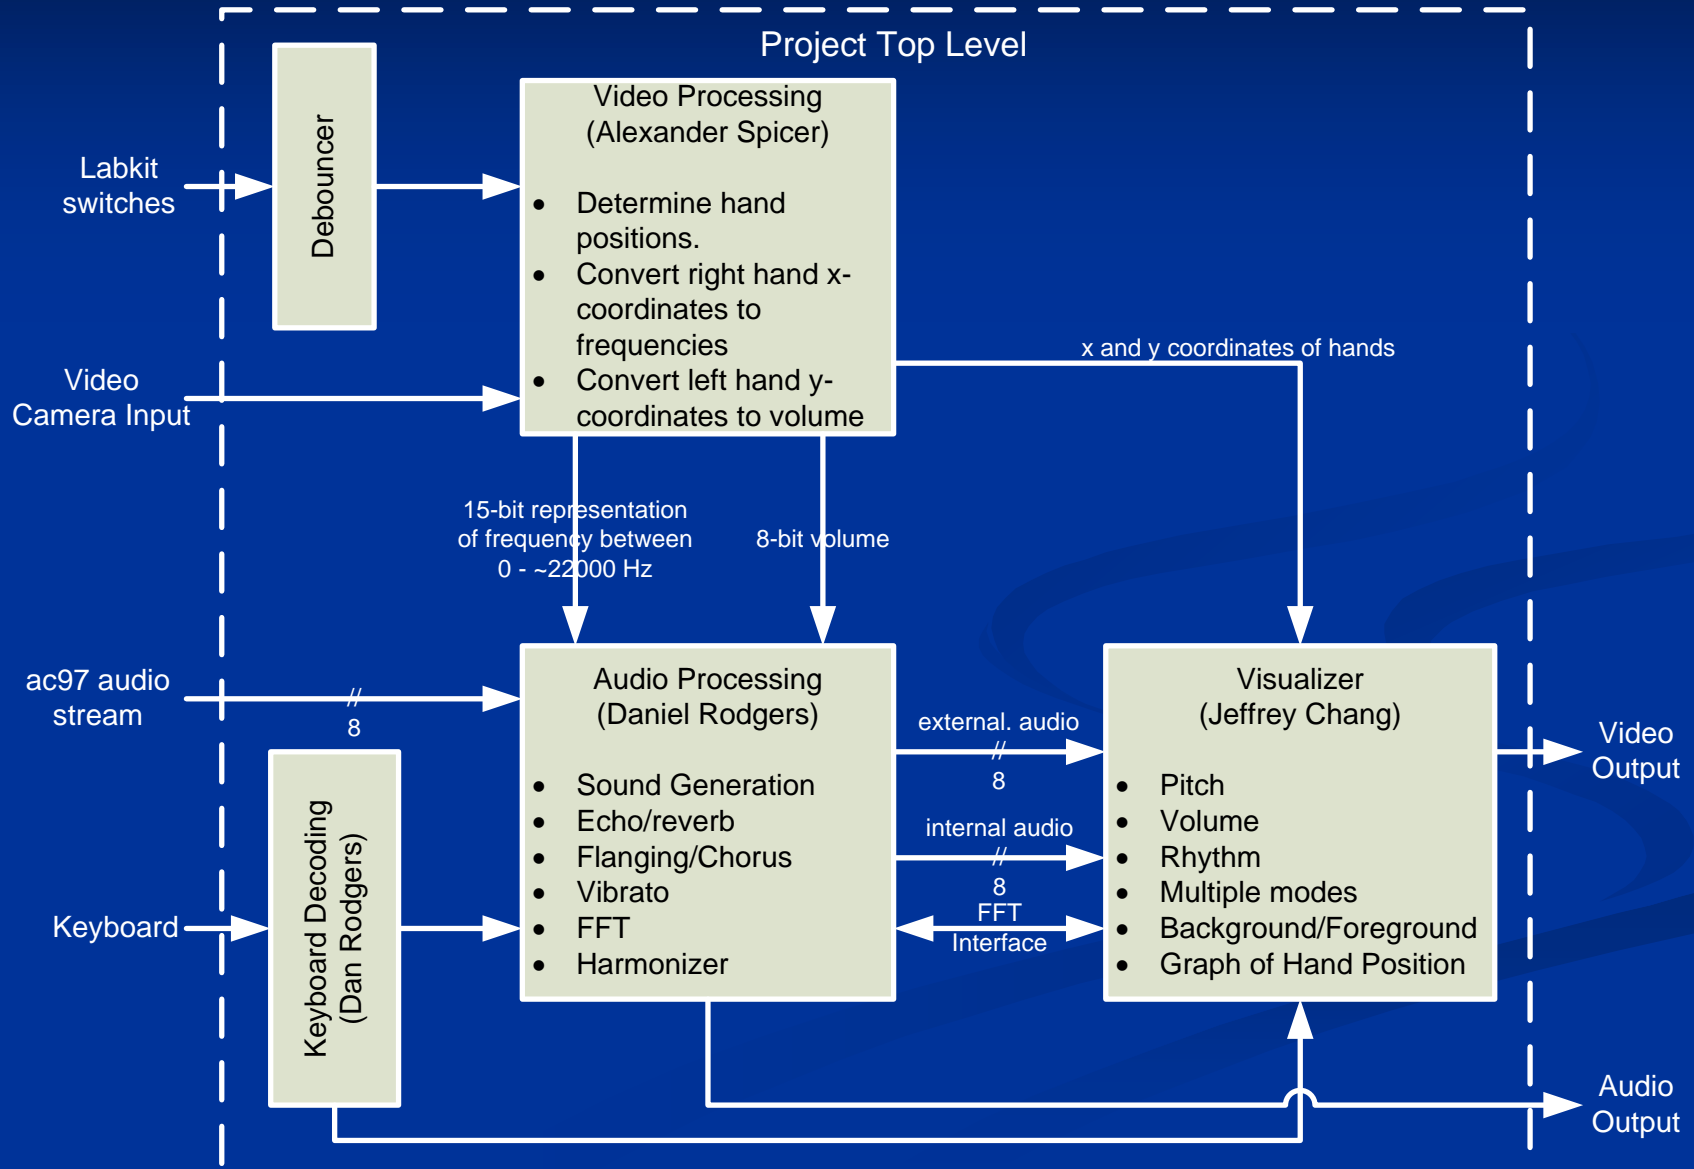 Project Top Level
Labkit
switches
Debouncer
Video Processing
(Alexander Spicer)
• Determine hand
positions.
• Convert right hand x-
coordinates to
frequencies
• Convert left hand y-
coordinates to volume
Video
Camera Input
x and y coordinates of hands
15-bit representation
of frequency between
0 - ~22000 Hz
8-bit volume
ac97 audio
stream
//
8
Audio Processing
(Daniel Rodgers)
• Sound Generation
• Echo/reverb
• Flanging/Chorus
• Vibrato
• FFT
• Harmonizer
external. audio
//
8
internal audio
//
8
FFT
Interface
Visualizer
(Jeffrey Chang)
• Pitch
• Volume
• Rhythm
• Multiple modes
• Background/Foreground
• Graph of Hand Position
Video
Output
Keyboard
Keyboard Decoding
(Dan Rodgers)
Audio
Output